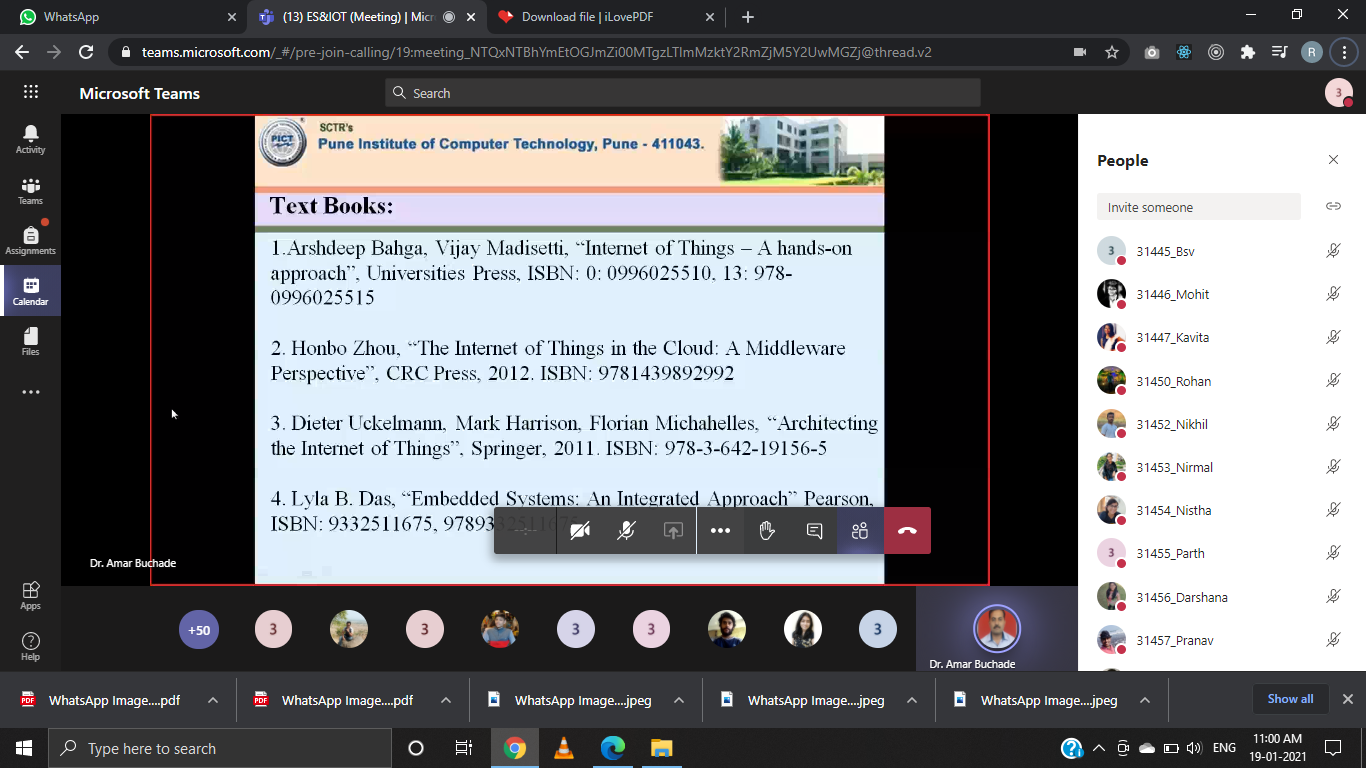 WhatsApp
(13) ES&IOT (Meeting) | Micr
Download file | iLovePDF
teams.microsoft.com/_#/pre-join-calling/19:meeting_NTQxNTBhYmEtOGJmZi00MTgzLTlmMzktY2RmZjM5Y2UwMGZj@thread.v2
R
Microsoft Teams
Search
3
Activity
Teams
Assignments
Calendar
Files
Apps
Help
PICT
SCTR's
Pune Institute of Computer Technology, Pune - 411043.
Text Books:
1.Arshdeep Bahga, Vijay Madisetti, “Internet of Things – A hands-on
approach”, Universities Press, ISBN: 0: 0996025510, 13: 978-
0996025515
2. Honbo Zhou, “The Internet of Things in the Cloud: A Middleware
Perspective”, CRC Press, 2012. ISBN: 9781439892992
3. Dieter Uckelmann, Mark Harrison, Florian Michahelles, “Architecting
the Internet of Things”, Springer, 2011. ISBN: 978-3-642-19156-5
4. Lyla B. Das, “Embedded Systems: An Integrated Approach” Pearson,
ISBN: 9332511675,
Dr. Amar Buchade
+50
3
3
3
3
3
Dr. Amar Buchade
People
Invite someone
3
31445_Bsv
31446_Mohit
31447_Kavita
31450_Rohan
31452_Nikhil
31453_Nirmal
31454_Nistha
3
31455_Parth
31456_Darshana
31457_Pranav
PDF
WhatsApp Image....pdf
PDF
WhatsApp Image....pdf
WhatsApp Image....jpeg
WhatsApp Image....jpeg
WhatsApp Image....jpeg
Show all
Type here to search
ENG
11:00 AM
19-01-2021